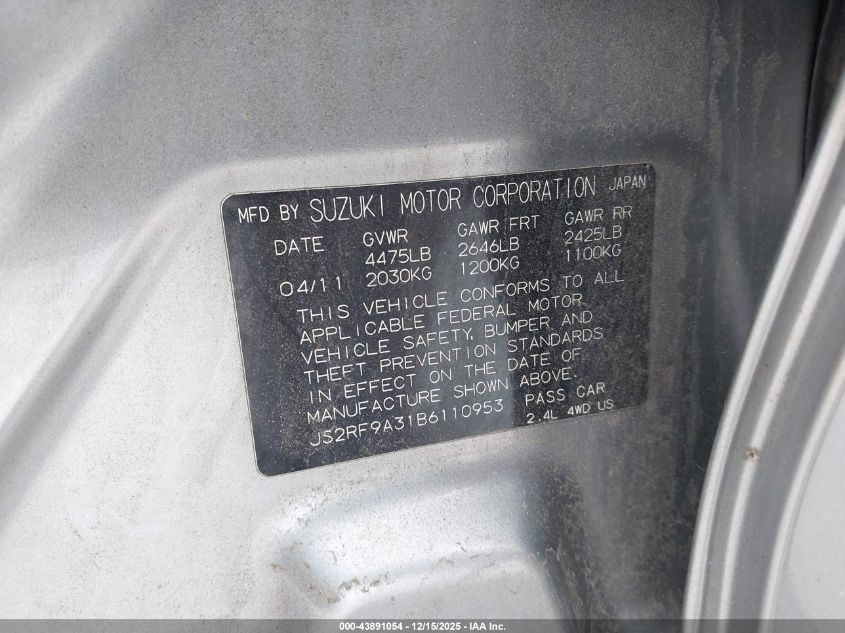 MFD BY SUZUKI MOTOR CORPORATION JAPAN
DATE GVWR GAWR FRT GAWR RR
4475LB 2646LB 2425LB
04/11 2030KG 1200KG 1100KG
THIS VEHICLE CONFORMS TO ALL
APPLICABLE FEDERAL MOTOR
VEHICLE SAFETY, BUMPER AND
THEFT PREVENTION STANDARDS
IN EFFECT ON THE DATE OF
MANUFACTURE SHOWN ABOVE.
JS2RF9A31B6110953 PASS CAR
2.4L 4WD US
000-43891054 - 12/15/2025 - IAA Inc.